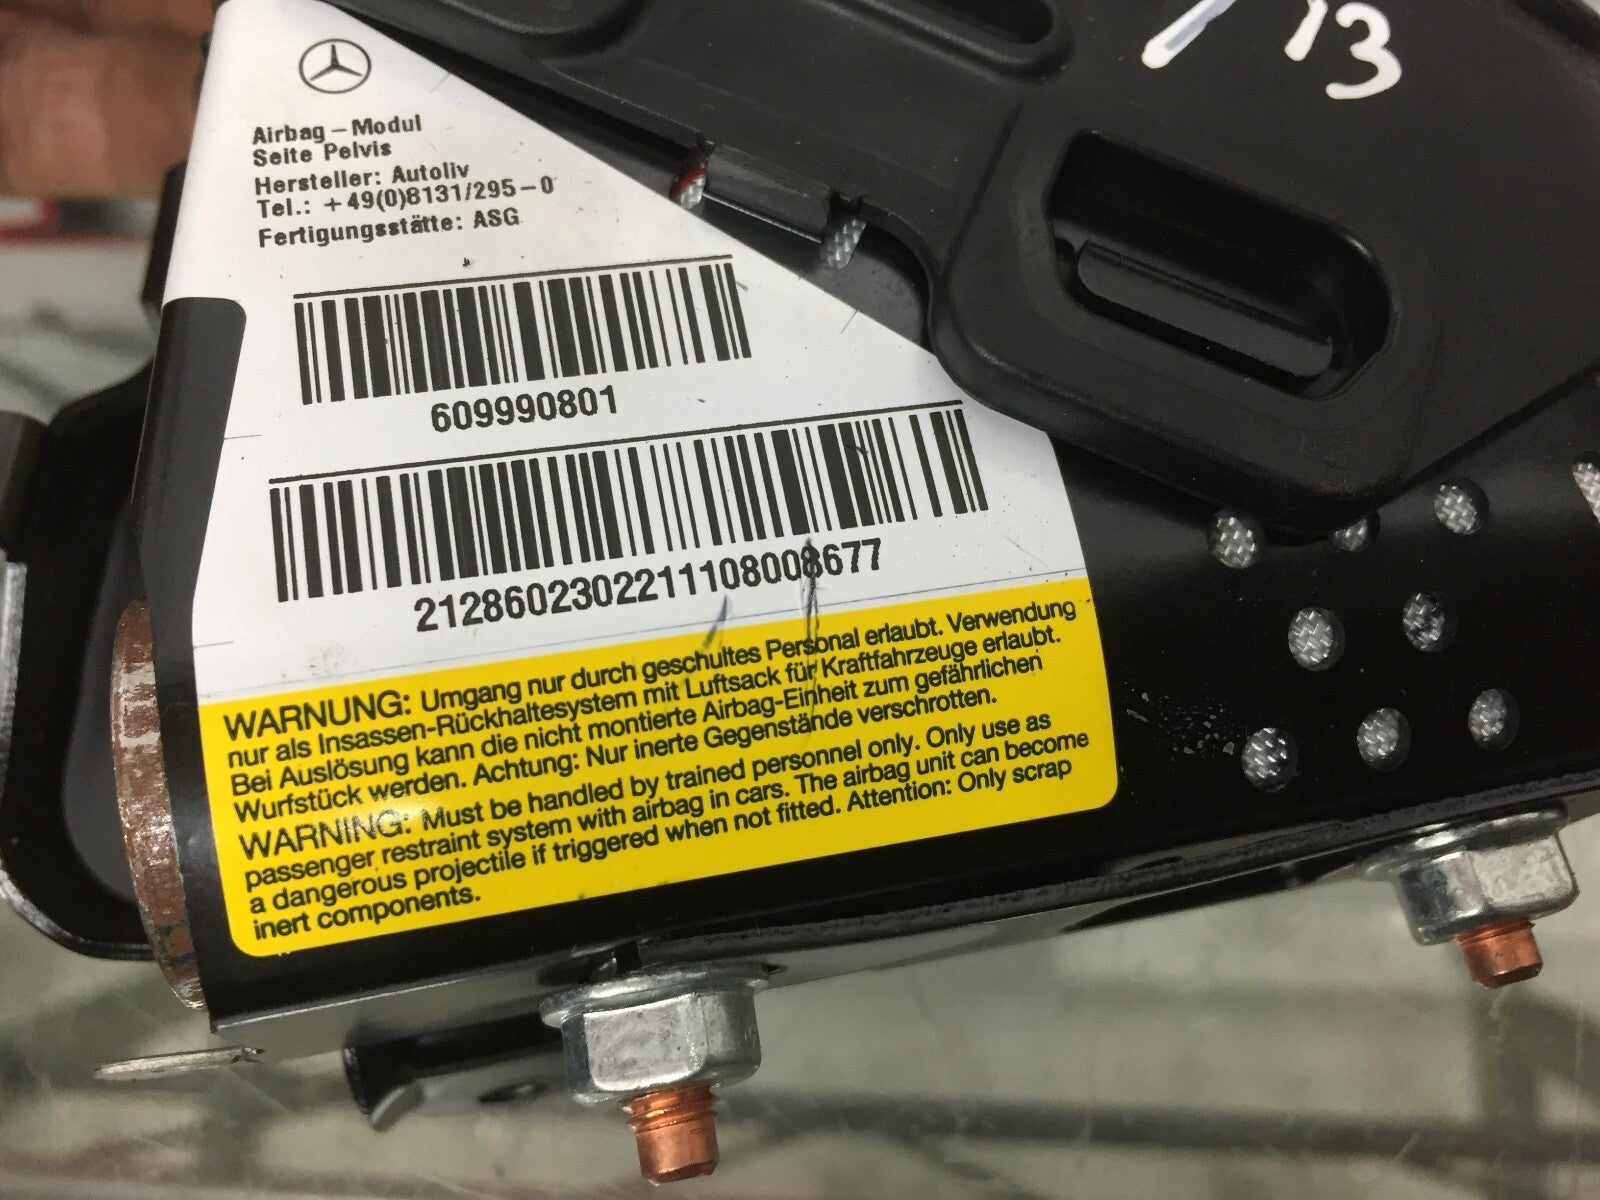 13
Airbag – Modul
Seite Pelvis
Hersteller: Autoliv
Tel.: +49(0)8131/295–0
Fertigungsstätte: ASG
609990801
2128602302211108008677
WARNUNG: Umgang nur durch geschultes Personal erlaubt. Verwendung
nur als Insassen-Rückhaltesystem mit Luftsack für Kraftfahrzeuge erlaubt.
Bei Auslösung kann die nicht montierte Airbag-Einheit zum gefährlichen
Wurfstück werden. Achtung: Nur inerte Gegenstände verschrotten.
WARNING: Must be handled by trained personnel only. Only use as
passenger restraint system with airbag in cars. The airbag unit can become
a dangerous projectile if triggered when not fitted. Attention: Only scrap
inert components.